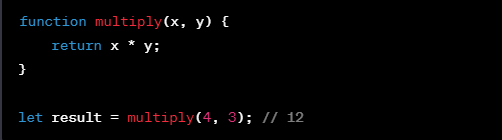 function multiply(x, y) {
    return x * y;
}
let result = multiply(4, 3); // 12